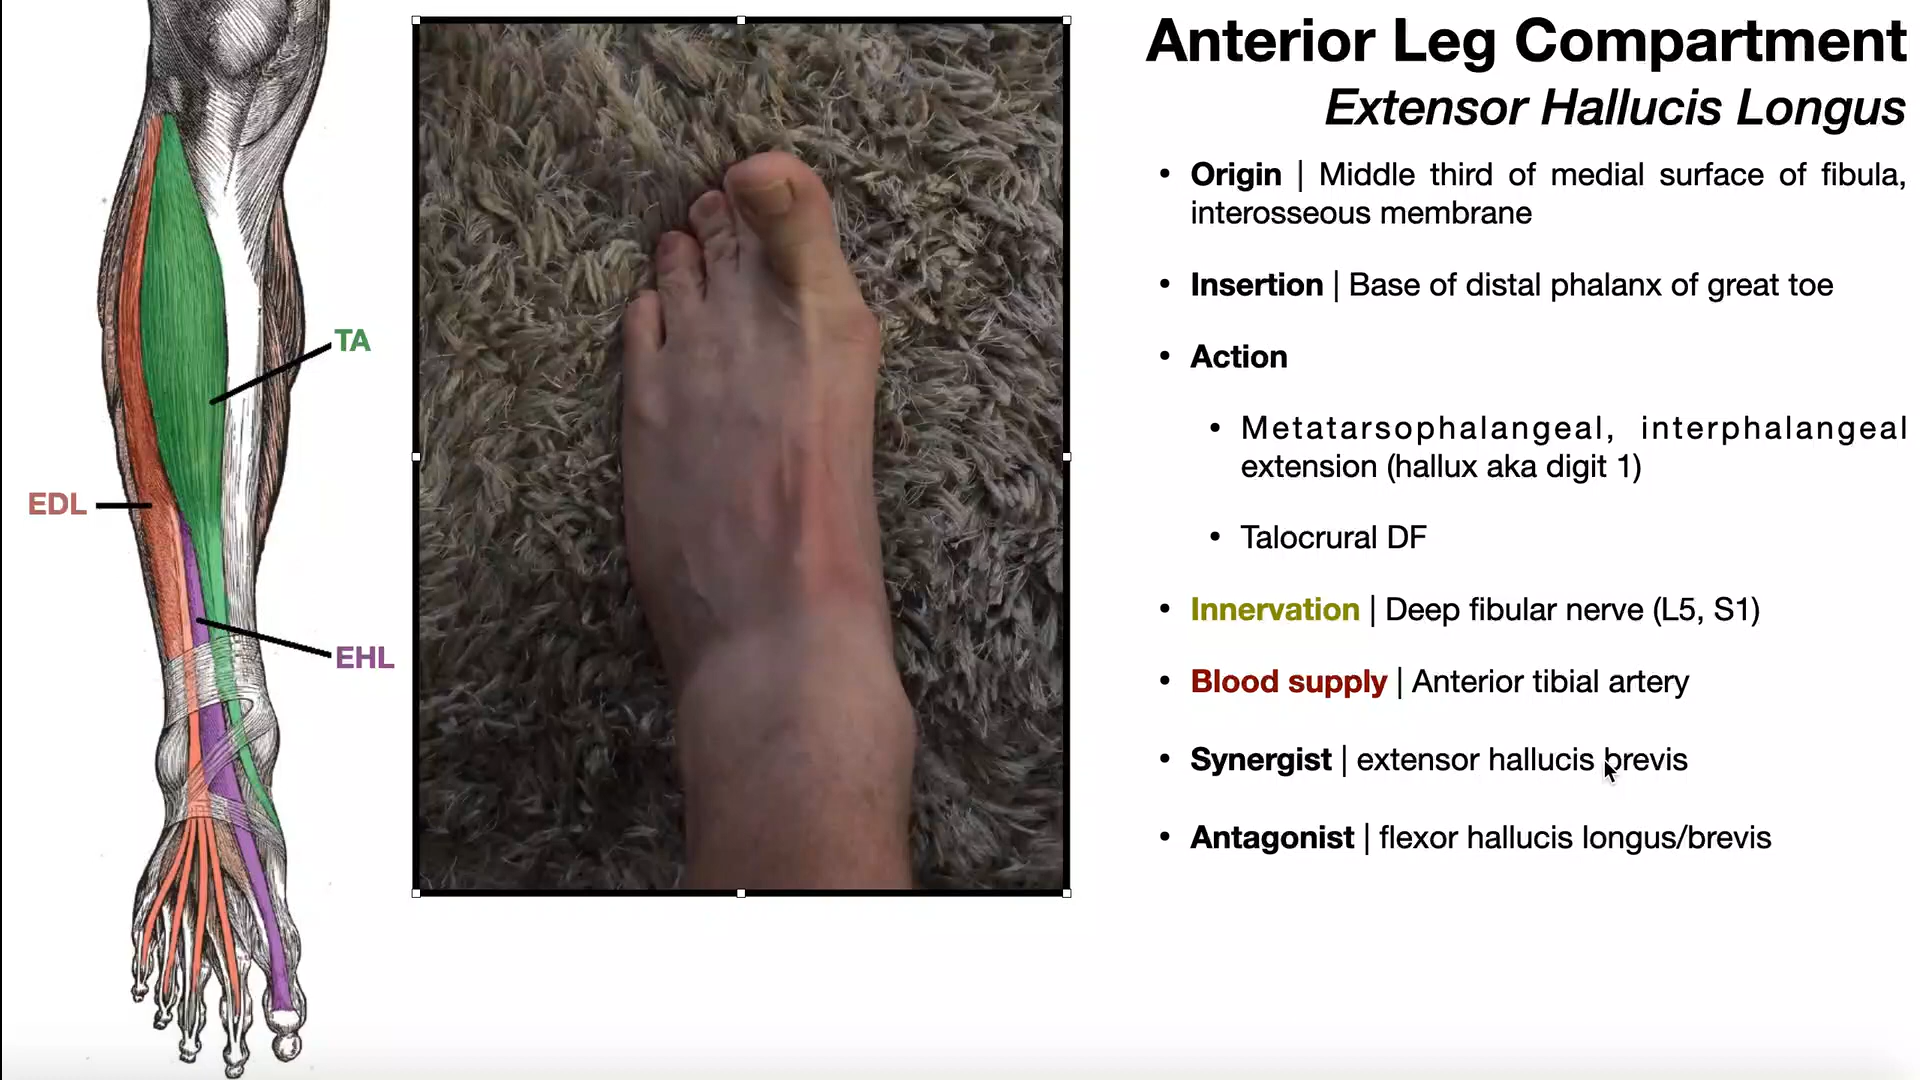 Anterior Leg Compartment
Extensor Hallucis Longus
• Origin | Middle third of medial surface of fibula,
interosseous membrane
• Insertion | Base of distal phalanx of great toe
• Action
• Metatarsophalangeal, interphalangeal
extension (hallux aka digit 1)
• Talocrural DF
• Innervation | Deep fibular nerve (L5, S1)
• Blood supply | Anterior tibial artery
• Synergist | extensor hallucis brevis
• Antagonist | flexor hallucis longus/brevis
TA
EDL
EHL